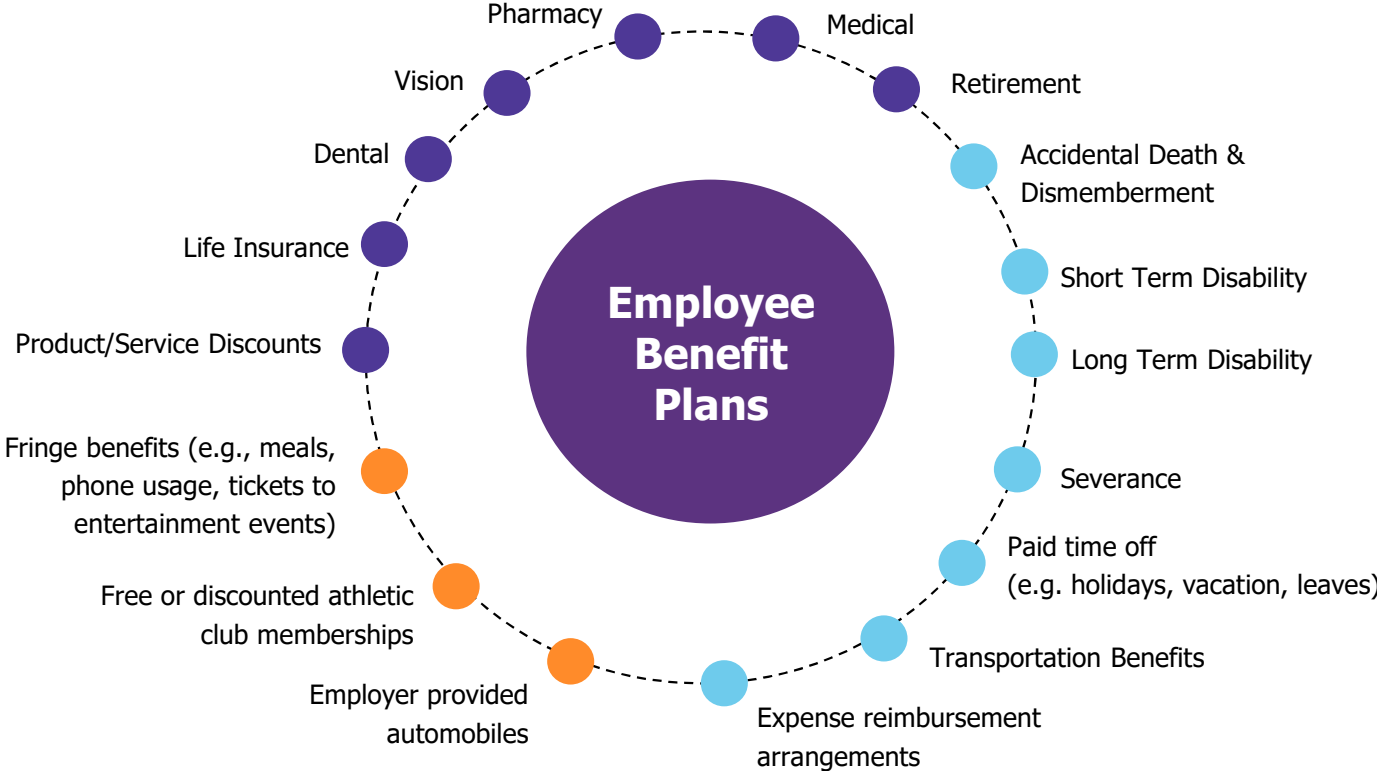 Pharmacy
Medical
Vision
Retirement
Dental
Accidental Death &
Dismemberment
Life Insurance
Short Term Disability
Employee
Benefit
Plans
Product/Service Discounts
Long Term Disability
Fringe benefits (e.g., meals,
phone usage, tickets to
entertainment events)
Severance
Paid time off
(e.g. holidays, vacation, leaves)
Free or discounted athletic
club memberships
Transportation Benefits
Employer provided
automobiles
Expense reimbursement
arrangements